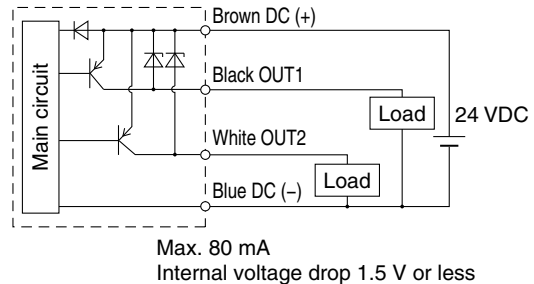 Brown DC (+)
Main circuit
Black OUT1
Load
24 VDC
White OUT2
Load
Blue DC (−)
Max. 80 mA
Internal voltage drop 1.5 V or less